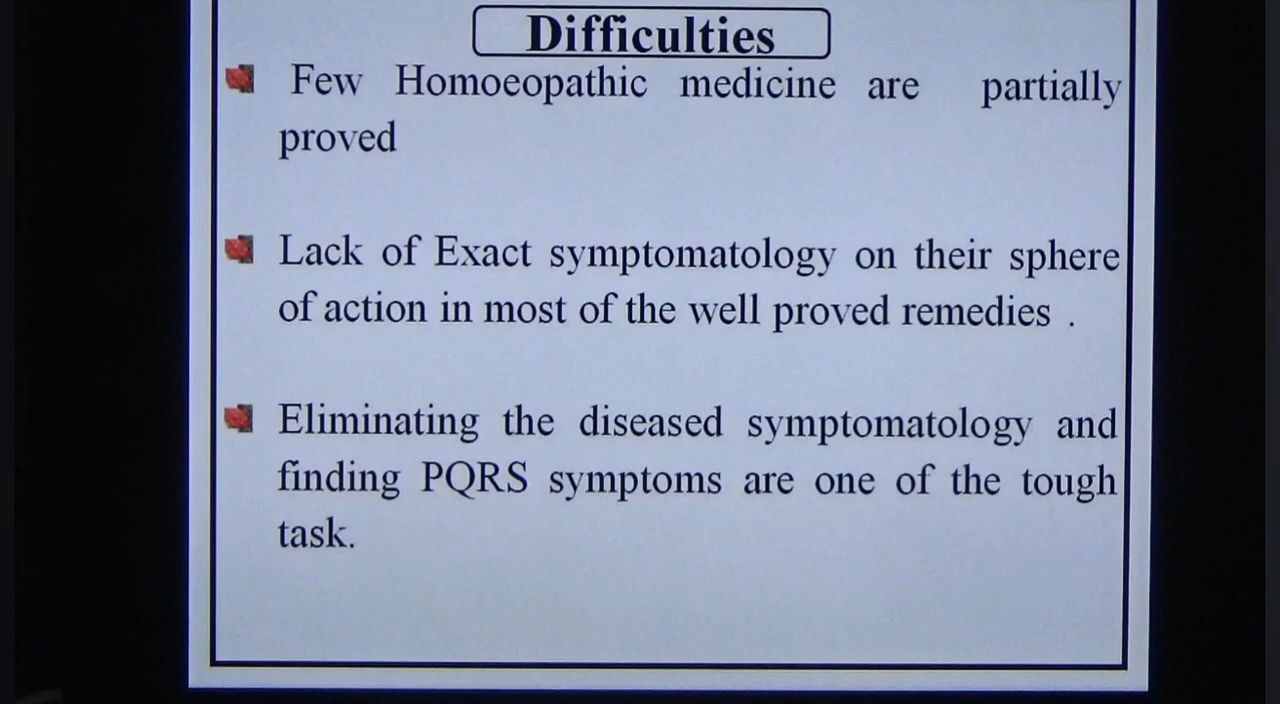 Difficulties
Few Homoeopathic medicine are partially
proved
Lack of Exact symptomatology on their sphere
of action in most of the well proved remedies .
Eliminating the diseased symptomatology and
finding PQRS symptoms are one of the tough
task.